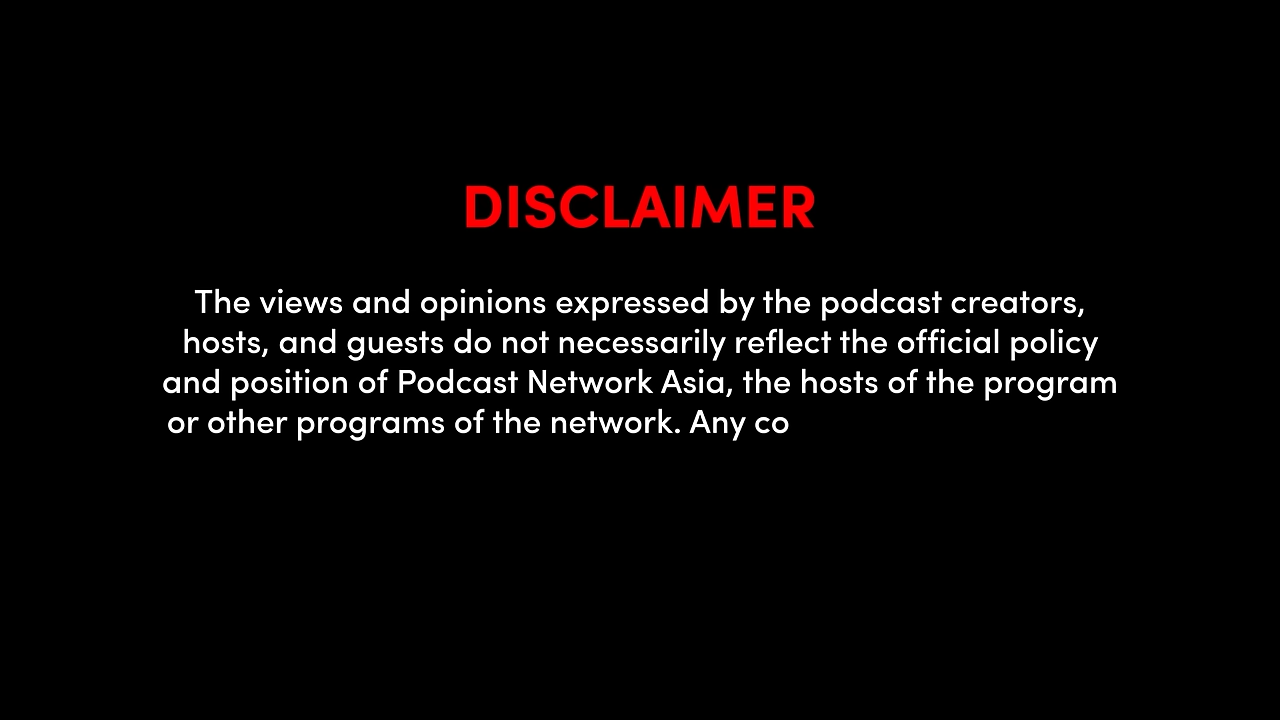 DISCLAIMER
The views and opinions expressed by the podcast creators,
hosts, and guests do not necessarily reflect the official policy
and position of Podcast Network Asia, the hosts of the program
or other programs of the network. Any co